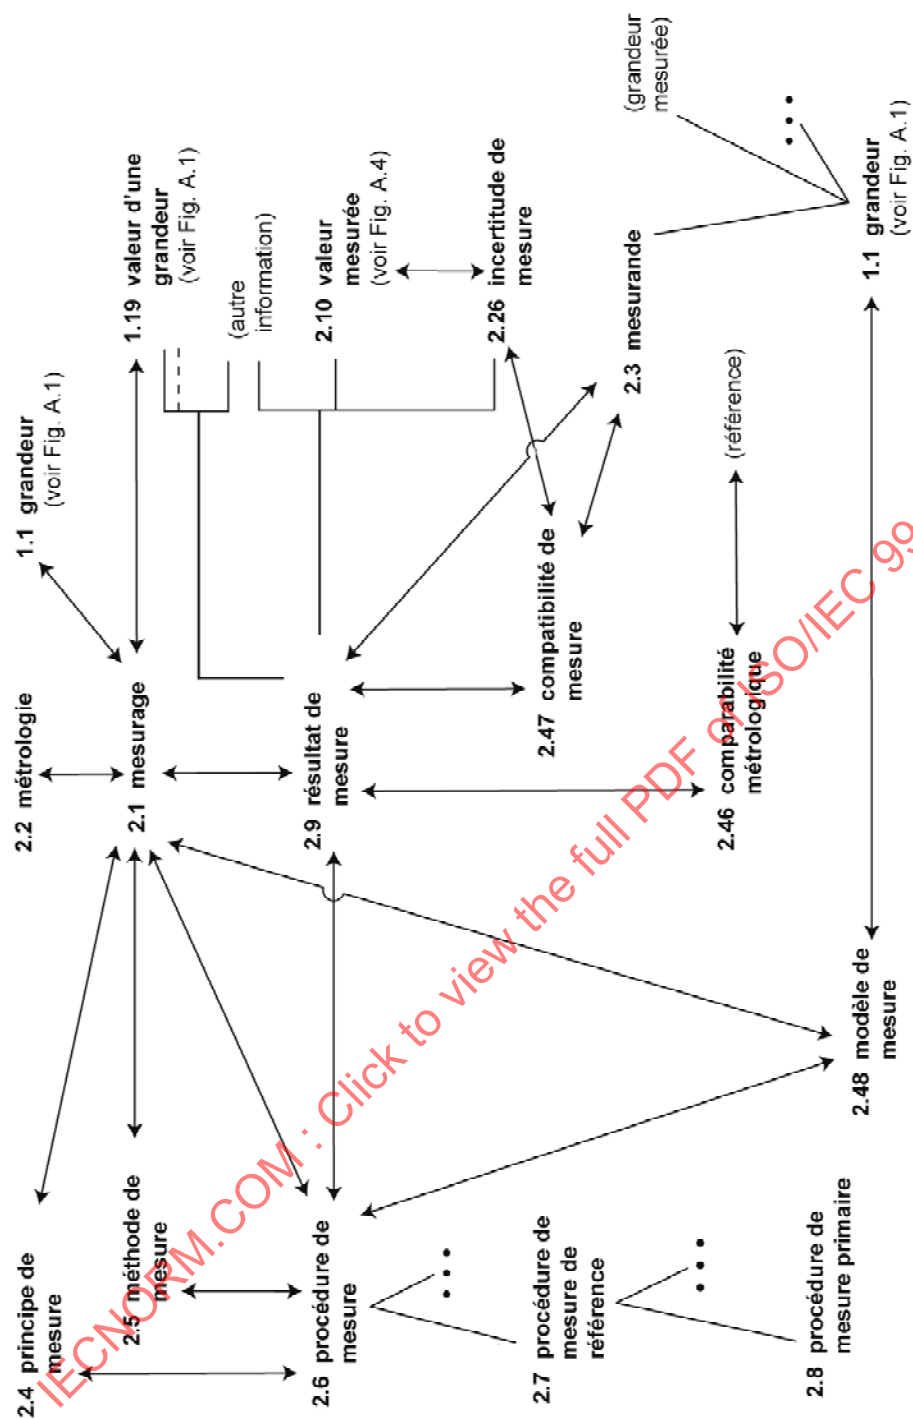 2.4 principe de
mesure
2.5 méthode de
mesure
2.6 procédure de
mesure
• • •
2.7 procédure de
mesure de
référence
• • •
2.8 procédure de
mesure primaire
2.2 métrologie
2.1 mesurage
2.9 résultat de
mesure
2.47 compatibilité de
mesure
2.46 comparabilité
métrologique
(référence)
2.48 modèle de
mesure
1.1 grandeur
(voir Fig. A.1)
1.19 valeur d'une
grandeur
(voir Fig. A.1)
(autre
information)
2.10 valeur
mesurée
(voir Fig. A.4)
2.26 incertitude de
mesure
2.3 mesurande
(grandeur
mesurée)
• • •
1.1 grandeur
(voir Fig. A.1)
IECNORM.COM : Click to view the full PDF of ISO/IEC 99